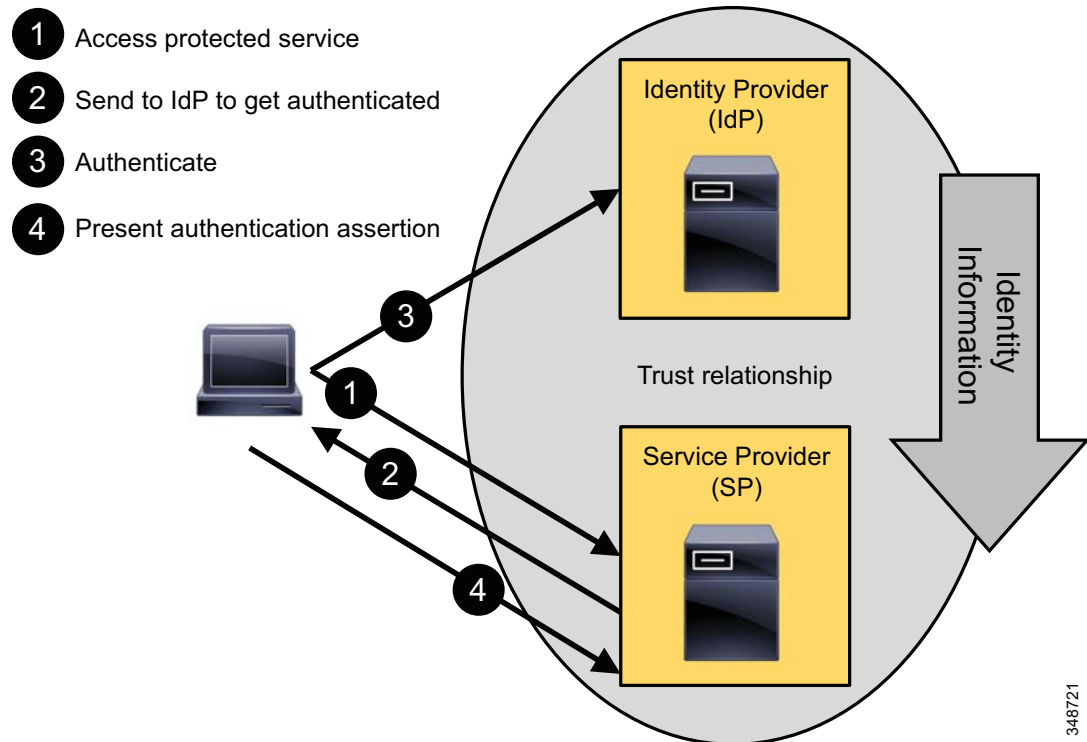 1 Access protected service
2 Send to IdP to get authenticated
3 Authenticate
4 Present authentication assertion
Identity Provider
(IdP)
3
1
2
4
Trust relationship
Service Provider
(SP)
Identity
Information
348721